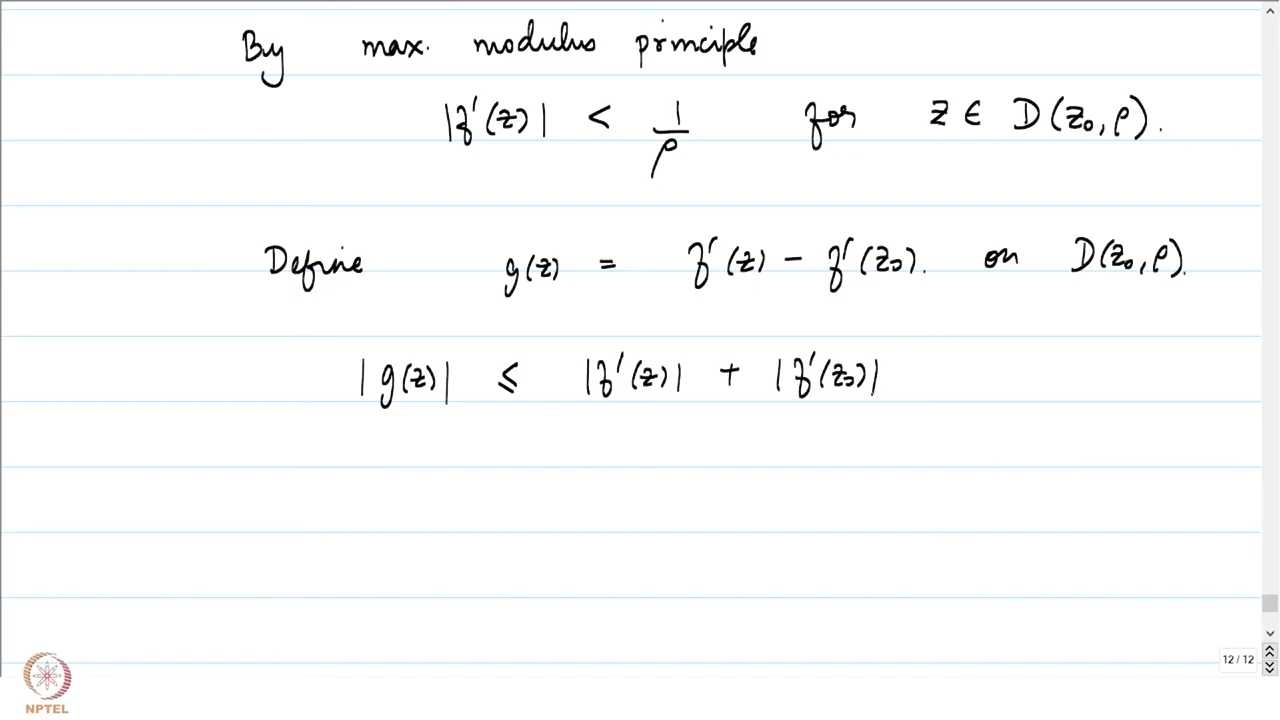 By max. modulus principle
|f'(z)| < 1/ρ for z ∈ D(z₀, ρ).
Define g(z) = f'(z) - f'(z₀). on D(z₀, ρ).
|g(z)| ≤ |f'(z)| + |f'(z₀)|
12 / 12
NPTEL